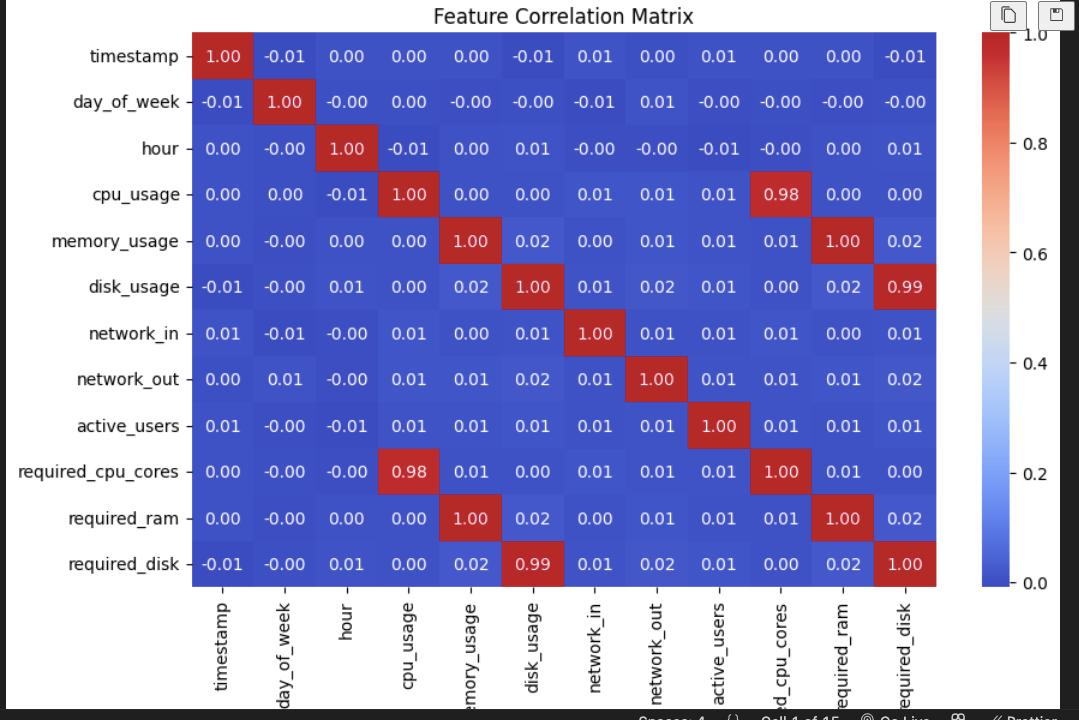 Feature Correlation Matrix
timestamp 1.00 -0.01 0.00 0.00 0.00 -0.01 0.01 0.00 0.01 0.00 0.00 -0.01
day_of_week -0.01 1.00 -0.00 0.00 -0.00 -0.00 -0.01 0.01 -0.00 -0.00 -0.00 -0.00
hour 0.00 -0.00 1.00 -0.01 0.00 0.01 -0.00 -0.00 -0.01 -0.00 0.00 0.01
cpu_usage 0.00 0.00 -0.01 1.00 0.00 0.00 0.01 0.01 0.01 0.98 0.00 0.00
memory_usage 0.00 -0.00 0.00 0.00 1.00 0.02 0.00 0.01 0.01 0.01 1.00 0.02
disk_usage -0.01 -0.00 0.01 0.00 0.02 1.00 0.01 0.02 0.01 0.00 0.02 0.99
network_in 0.01 -0.01 -0.00 0.01 0.00 0.01 1.00 0.01 0.01 0.01 0.00 0.01
network_out 0.00 0.01 -0.00 0.01 0.01 0.02 0.01 1.00 0.01 0.01 0.01 0.02
active_users 0.01 -0.00 -0.01 0.01 0.01 0.01 0.01 0.01 1.00 0.01 0.01 0.01
required_cpu_cores 0.00 -0.00 -0.00 0.98 0.01 0.00 0.01 0.01 0.01 1.00 0.01 0.00
required_ram 0.00 -0.00 0.00 0.00 1.00 0.02 0.00 0.01 0.01 0.01 1.00 0.02
required_disk -0.01 -0.00 0.01 0.00 0.02 0.99 0.01 0.02 0.01 0.00 0.02 1.00
timestamp
day_of_week
hour
cpu_usage
emory_usage
disk_usage
network_in
network_out
active_users
ed_cpu_cores
equired_ram
equired_disk
1.0
0.8
0.6
0.4
0.2
0.0
Spaces: 4 Cell 1 of 15 Go Live Prettier